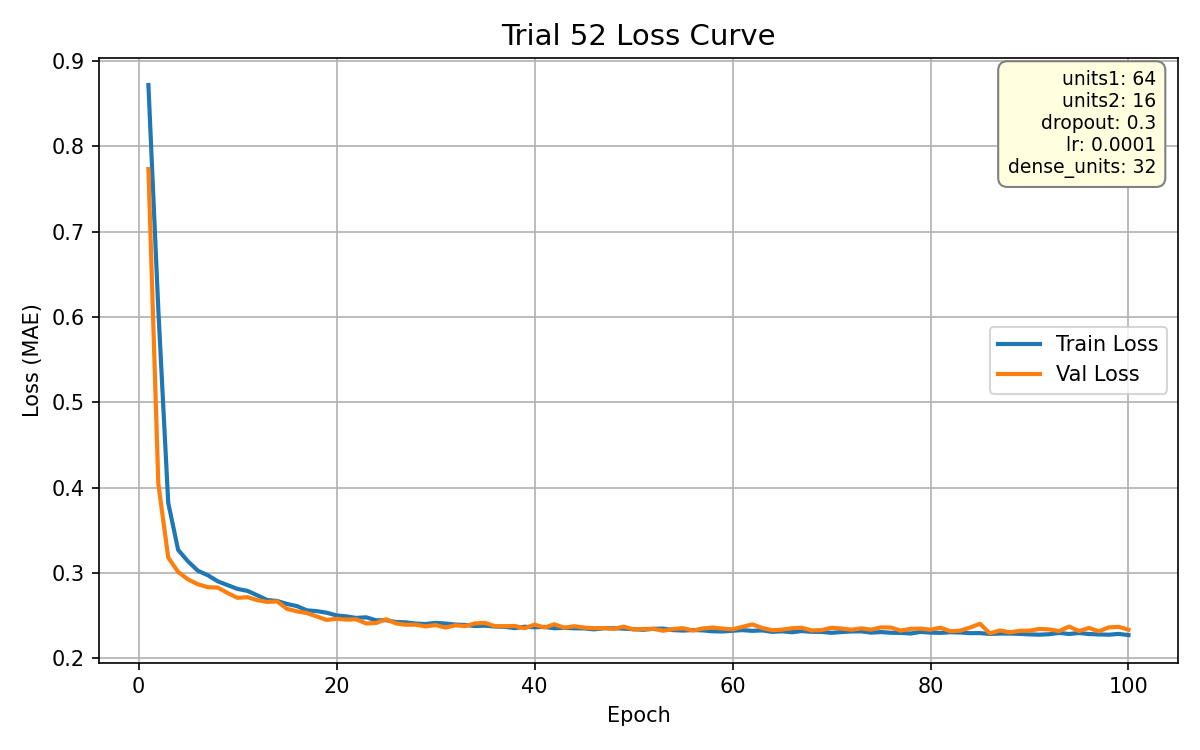 Trial 52 Loss Curve
units1: 64
units2: 16
dropout: 0.3
lr: 0.0001
dense_units: 32
Loss (MAE)
0.9
0.8
0.7
0.6
0.5
0.4
0.3
0.2
Train Loss
Val Loss
0
20
40
60
80
100
Epoch